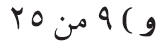 و ) ٩ من ٢٥